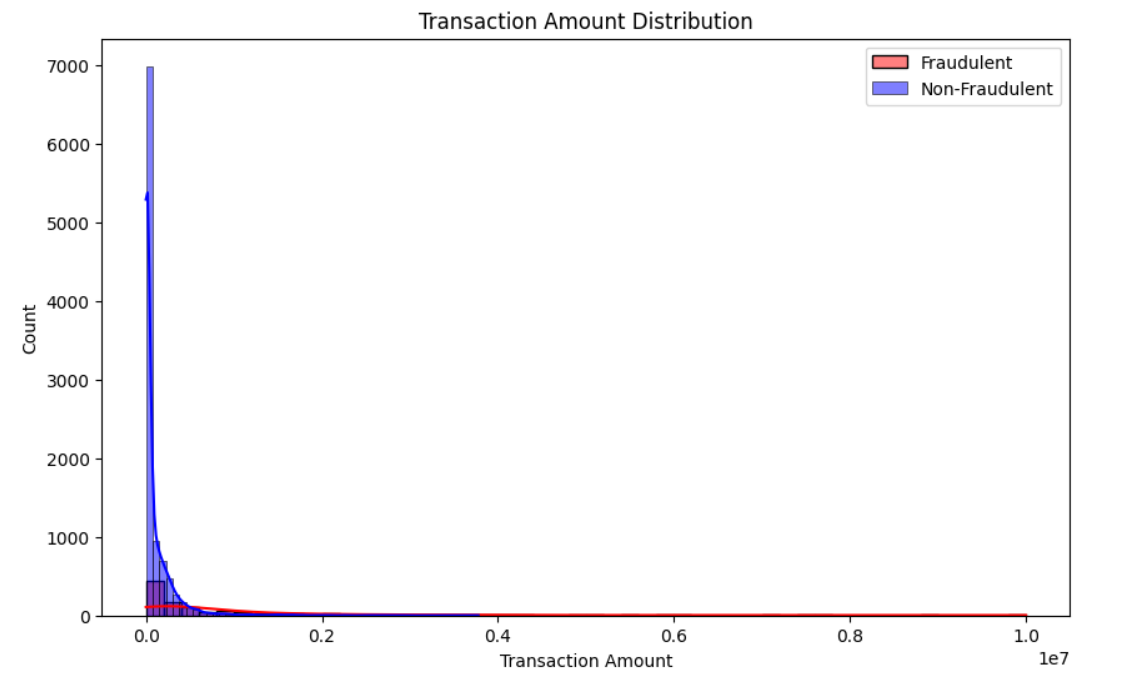 Transaction Amount Distribution
Fraudulent
Non-Fraudulent
7000
6000
5000
4000
3000
2000
1000
0
Count
0.0 0.2 0.4 0.6 0.8 1.0
1e7
Transaction Amount